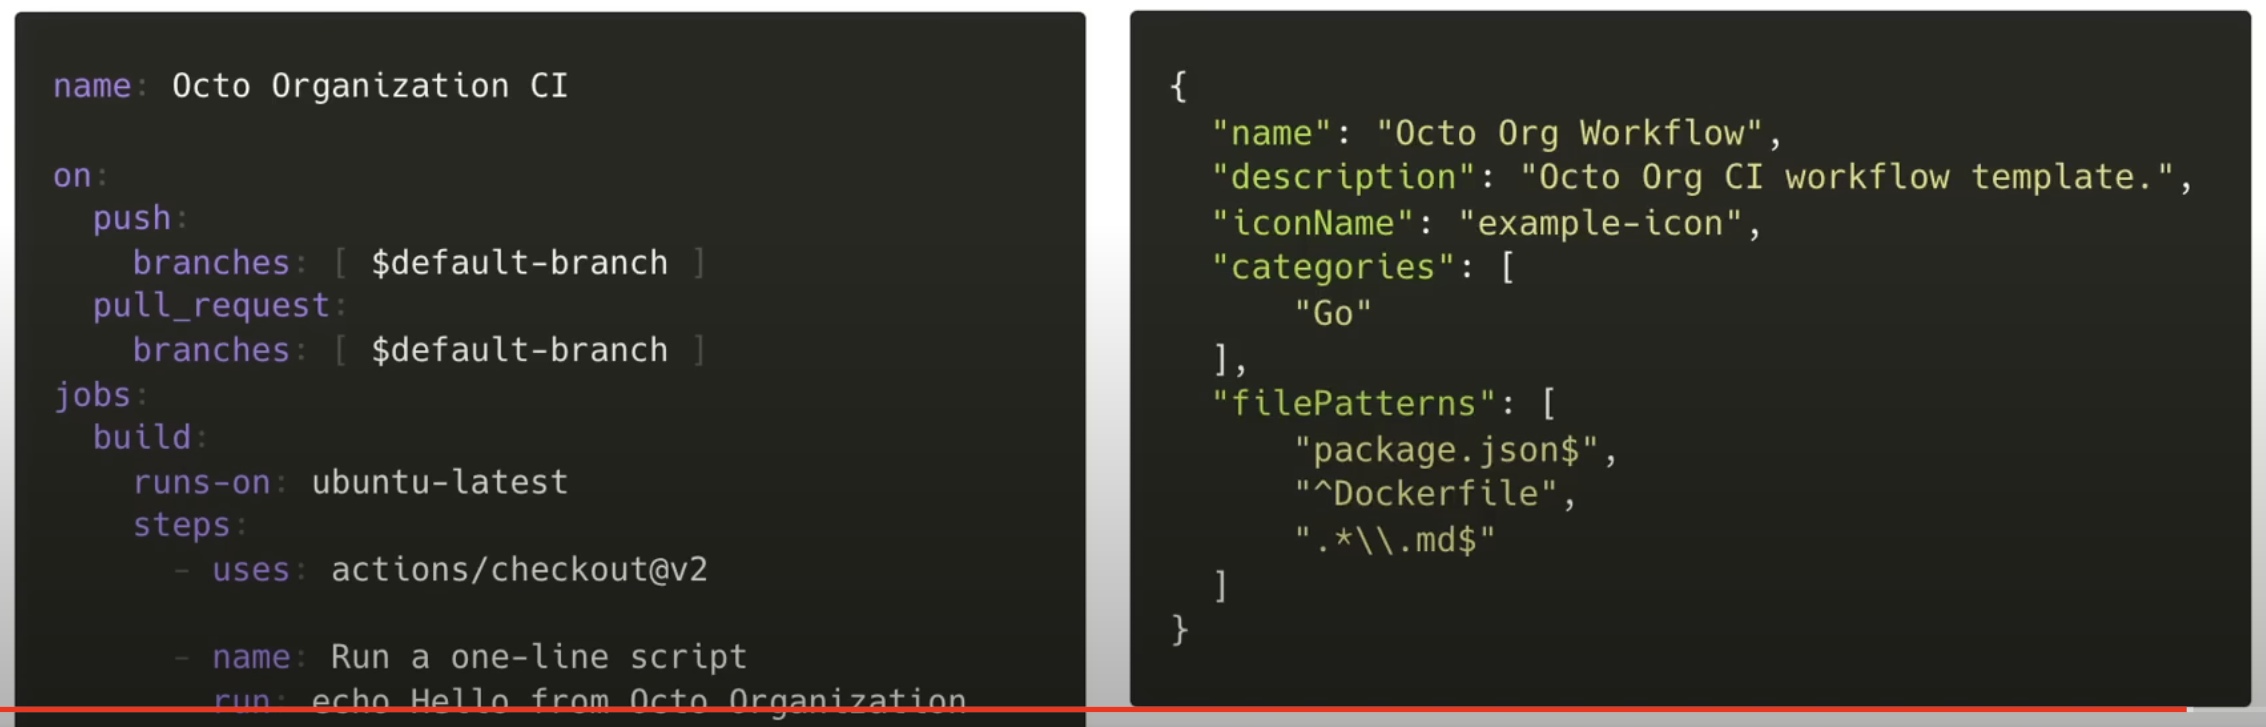 name: Octo Organization CI
on:
push:
branches: [ $default-branch ]
pull_request:
branches: [ $default-branch ]
jobs:
build:
runs-on: ubuntu-latest
steps:
- uses: actions/checkout@v2
- name: Run a one-line script
run: echo Hello from Octo Organization
{
"name": "Octo Org Workflow",
"description": "Octo Org CI workflow template.",
"iconName": "example-icon",
"categories": [
"Go"
],
"filePatterns": [
"package.json$",
"^Dockerfile",
".*\\.md$"
]
}